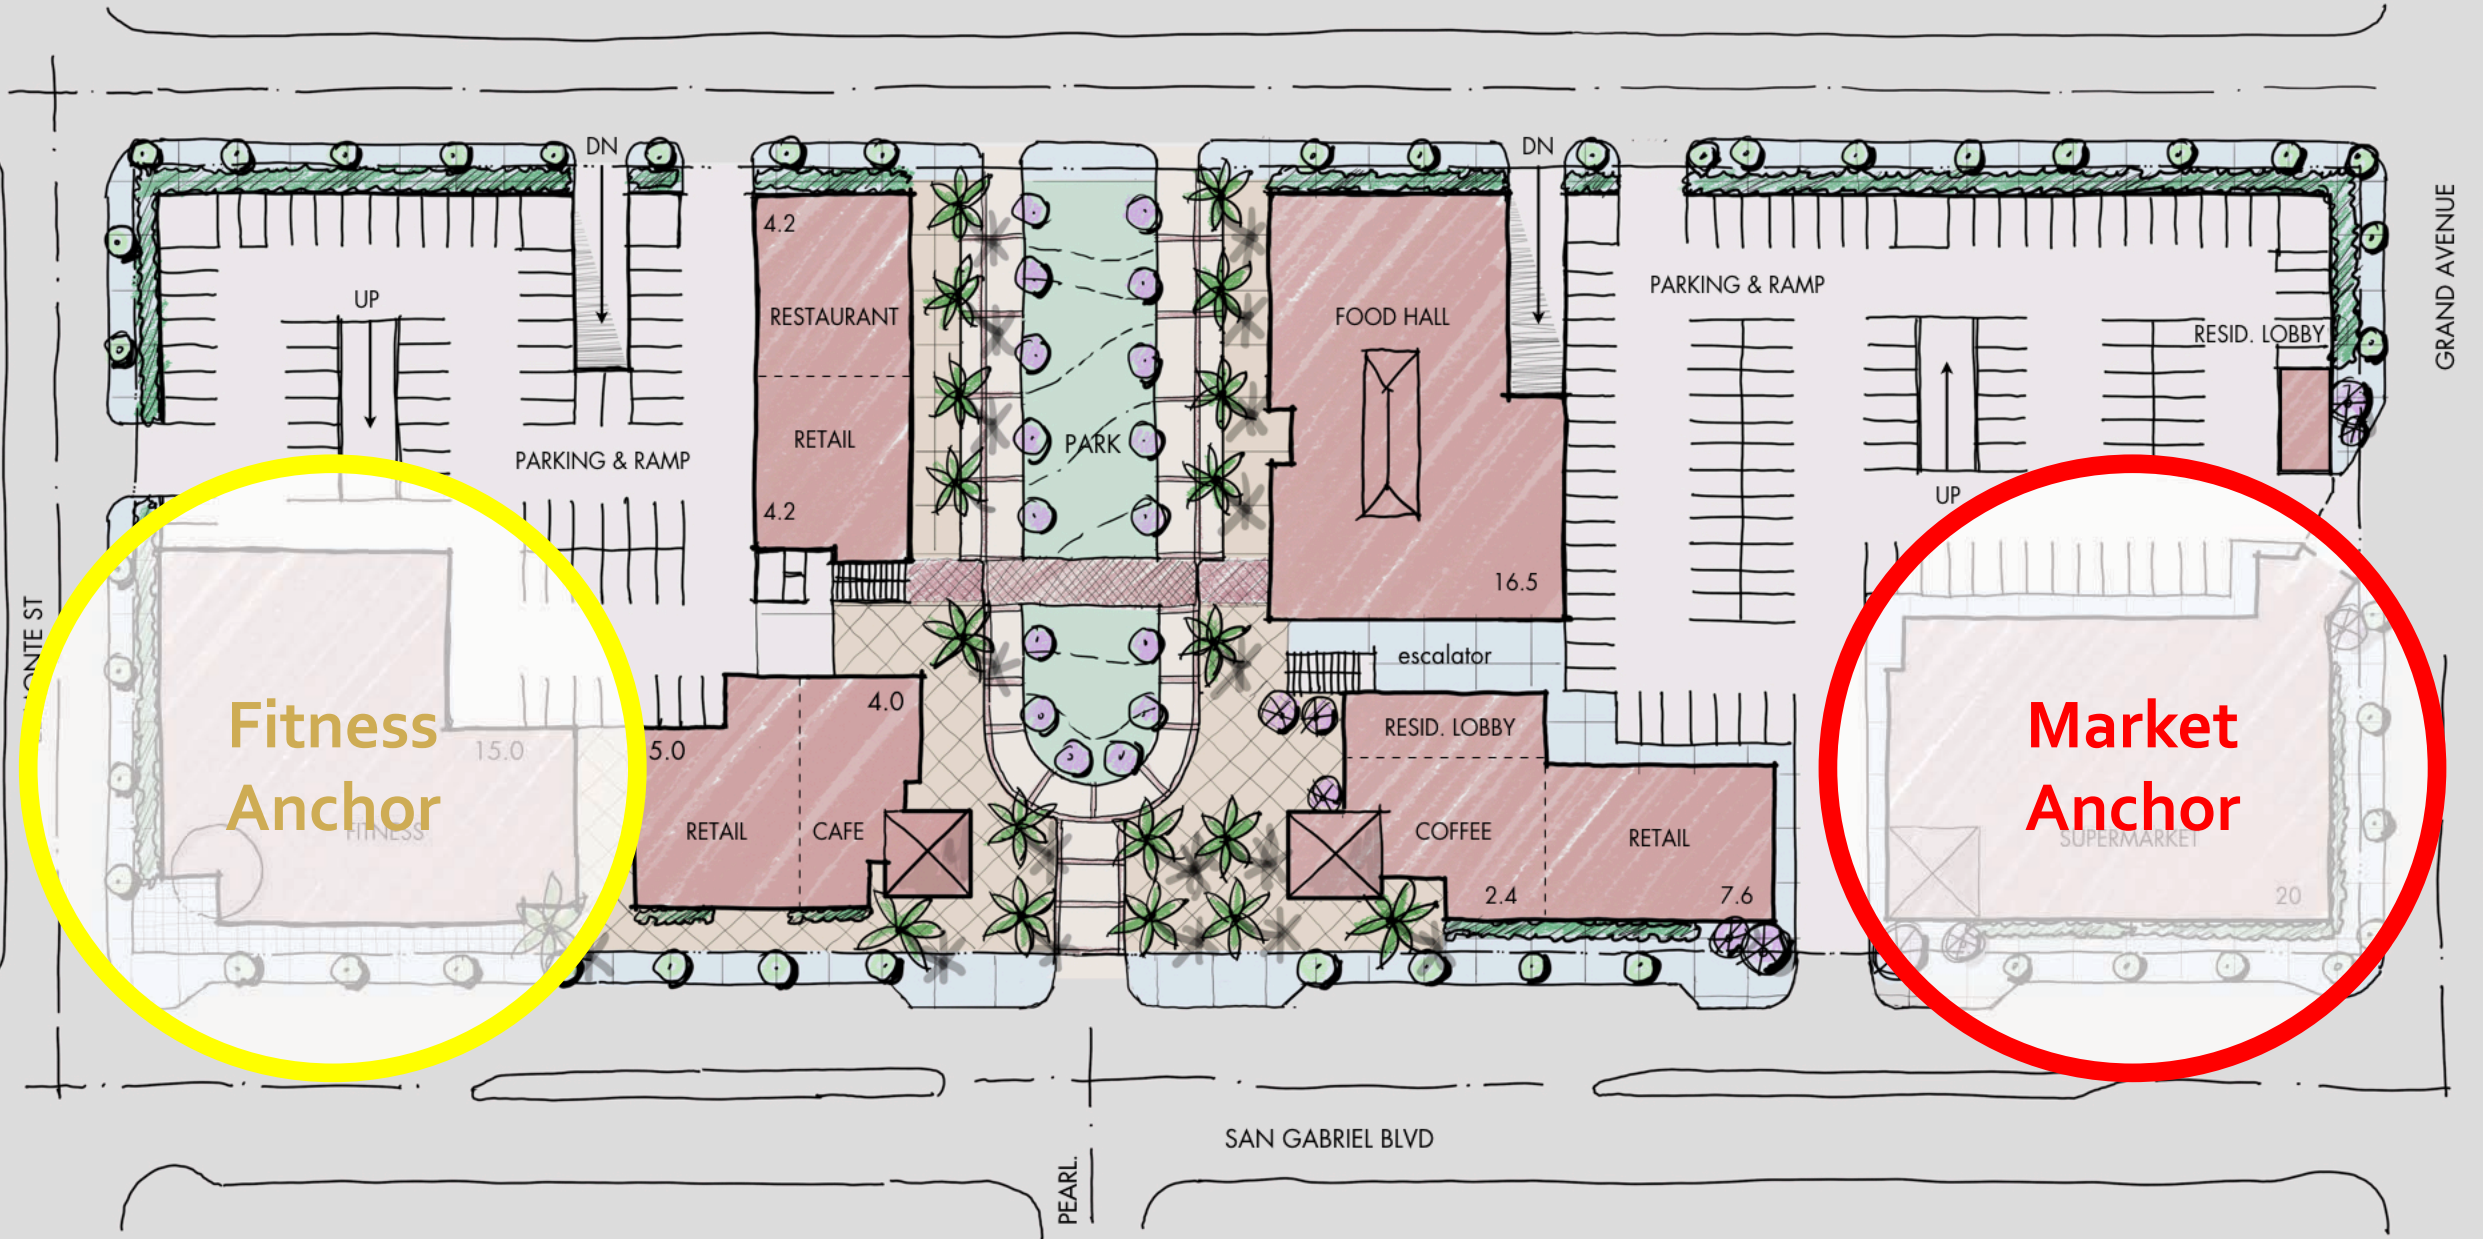 DN
DN
4.2
UP
RESTAURANT
RETAIL
4.2
PARKING & RAMP
PARK
FOOD HALL
16.5
PARKING & RAMP
UP
RESID. LOBBY
GRAND AVENUE
escalator
Fitness
Anchor
15.0
FITNESS
5.0
4.0
RETAIL
CAFE
RESID. LOBBY
COFFEE
RETAIL
2.4
7.6
Market
Anchor
SUPERMARKET
20
ST
SAN GABRIEL BLVD
PEARL.